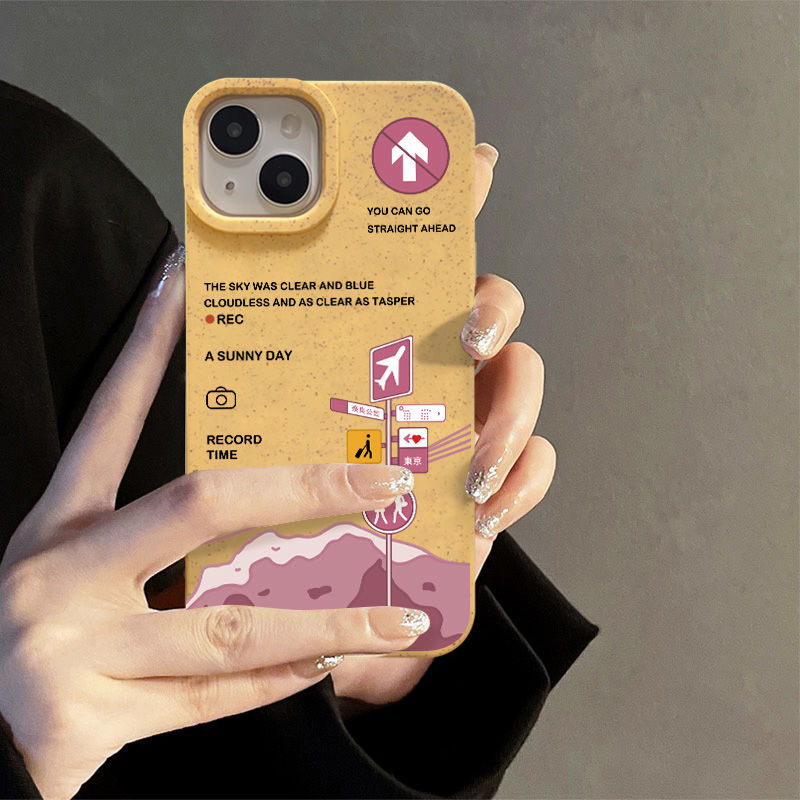 YOU CAN GO
STRAIGHT AHEAD
THE SKY WAS CLEAR AND BLUE
CLOUDLESS AND AS CLEAR AS TASPER
REC
A SUNNY DAY
RECORD
TIME
東京